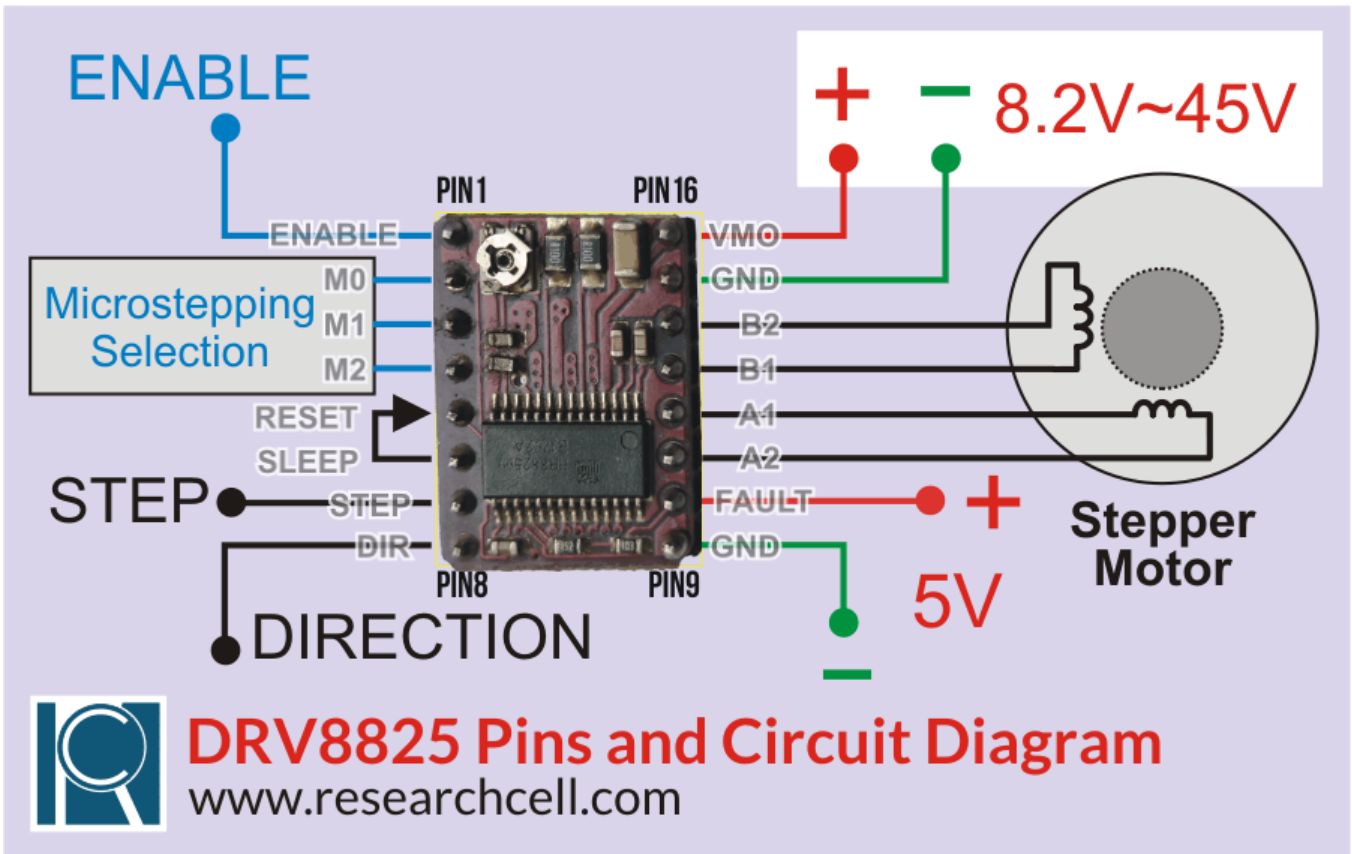 ENABLE
+ − 8.2V~45V
PIN1
PIN16
ENABLE
VMO
Microstepping
Selection
M0
M1
M2
GND
B2
B1
RESET
A1
SLEEP
A2
STEP
STEP
FAULT
+
DIR
GND
Stepper
Motor
PIN8
PIN9
5V
DIRECTION
−
R100
R100
DRV8825 Pins and Circuit Diagram
www.researchcell.com